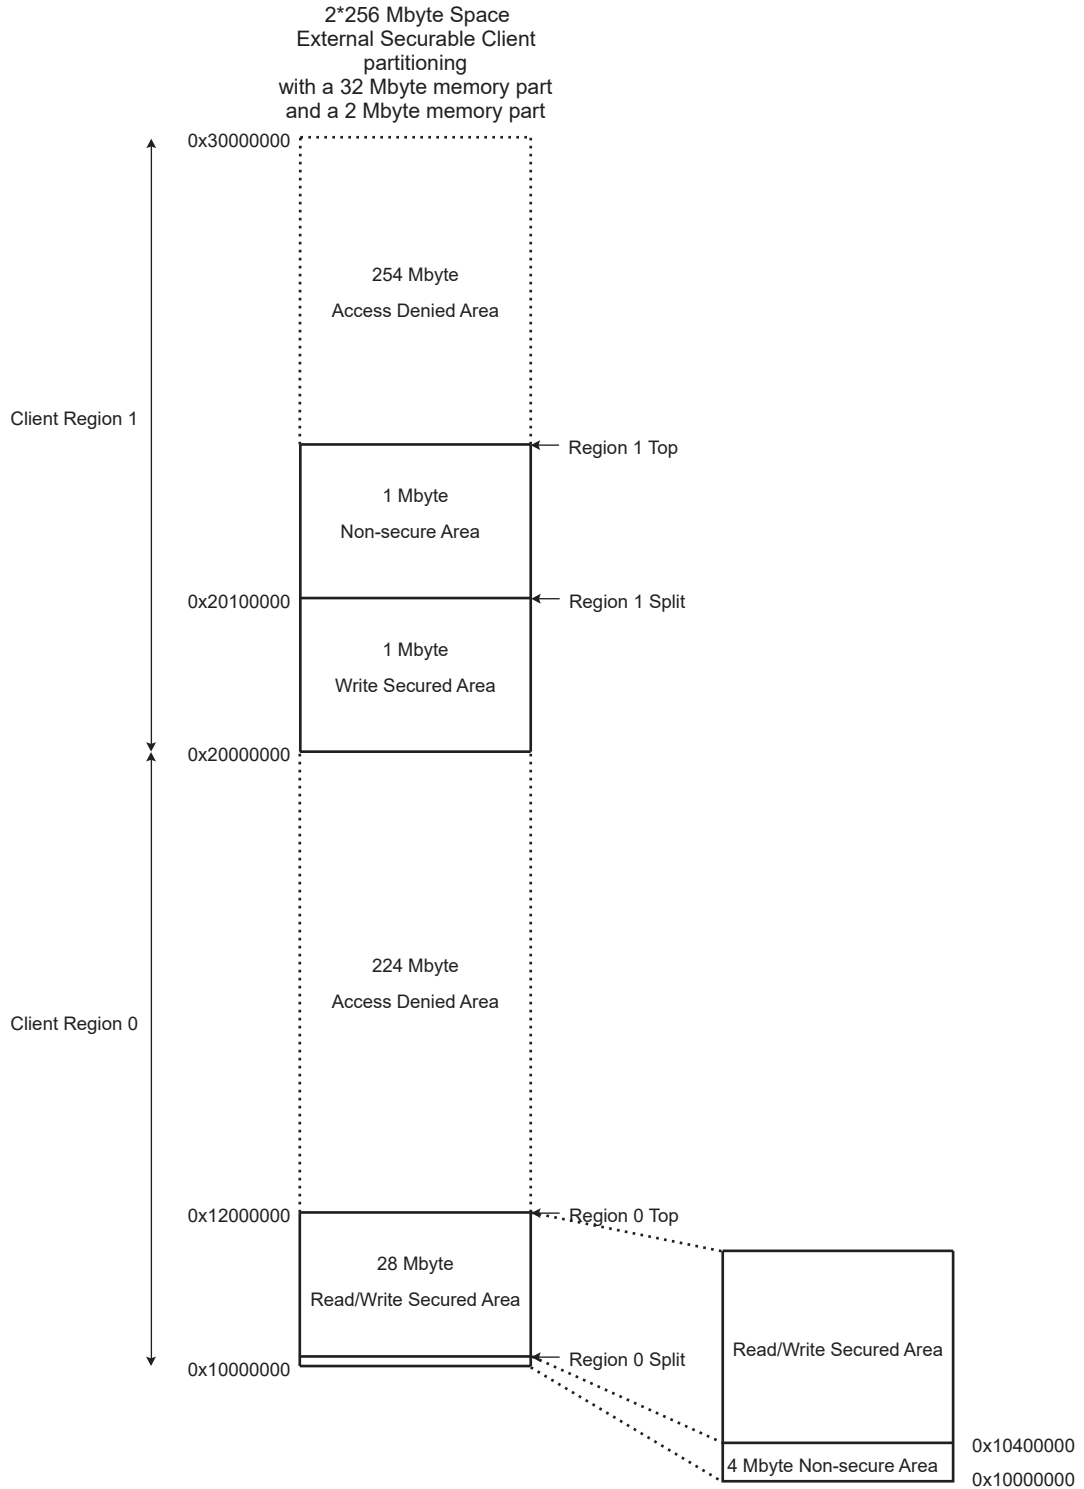 2*256 Mbyte Space
External Securable Client
partitioning
with a 32 Mbyte memory part
and a 2 Mbyte memory part
0x30000000
254 Mbyte
Access Denied Area
Client Region 1
Region 1 Top
1 Mbyte
Non-secure Area
0x20100000
Region 1 Split
1 Mbyte
Write Secured Area
0x20000000
224 Mbyte
Access Denied Area
Client Region 0
0x12000000
Region 0 Top
28 Mbyte
Read/Write Secured Area
Region 0 Split
0x10000000
Read/Write Secured Area
0x10400000
4 Mbyte Non-secure Area
0x10000000